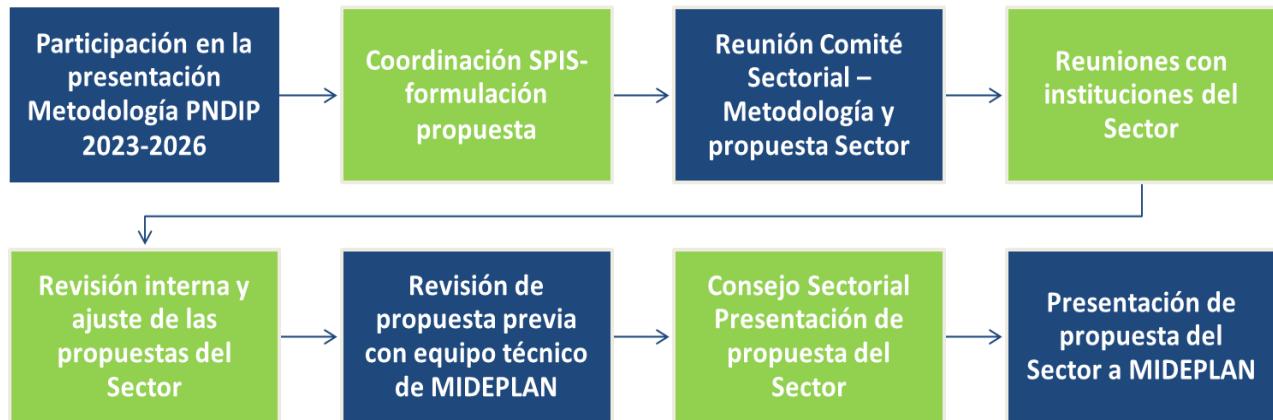 Participación en la
presentación
Metodología PNDIP
2023-2026
Coordinación SPIS-
formulación
propuesta
Reunión Comité
Sectorial –
Metodología y
propuesta Sector
Reuniones con
instituciones del
Sector
Revisión interna y
ajuste de las
propuestas del
Sector
Revisión de
propuesta previa
con equipo técnico
de MIDEPLAN
Consejo Sectorial
Presentación de
propuesta del
Sector
Presentación de
propuesta del
Sector a MIDEPLAN